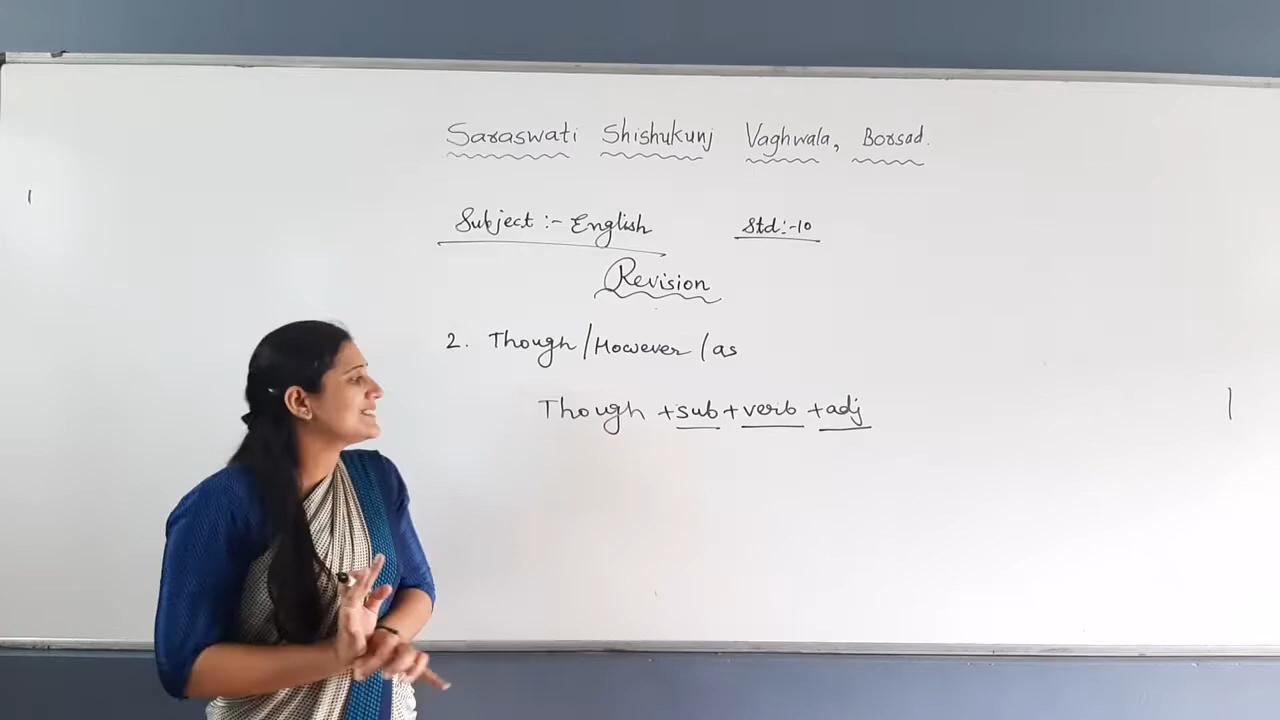 Saraswati Shishukunj Vaghwala, Borsad.
Subject :- English Std:-10
Revision
2. Though/However/as
Though + sub + verb + adj